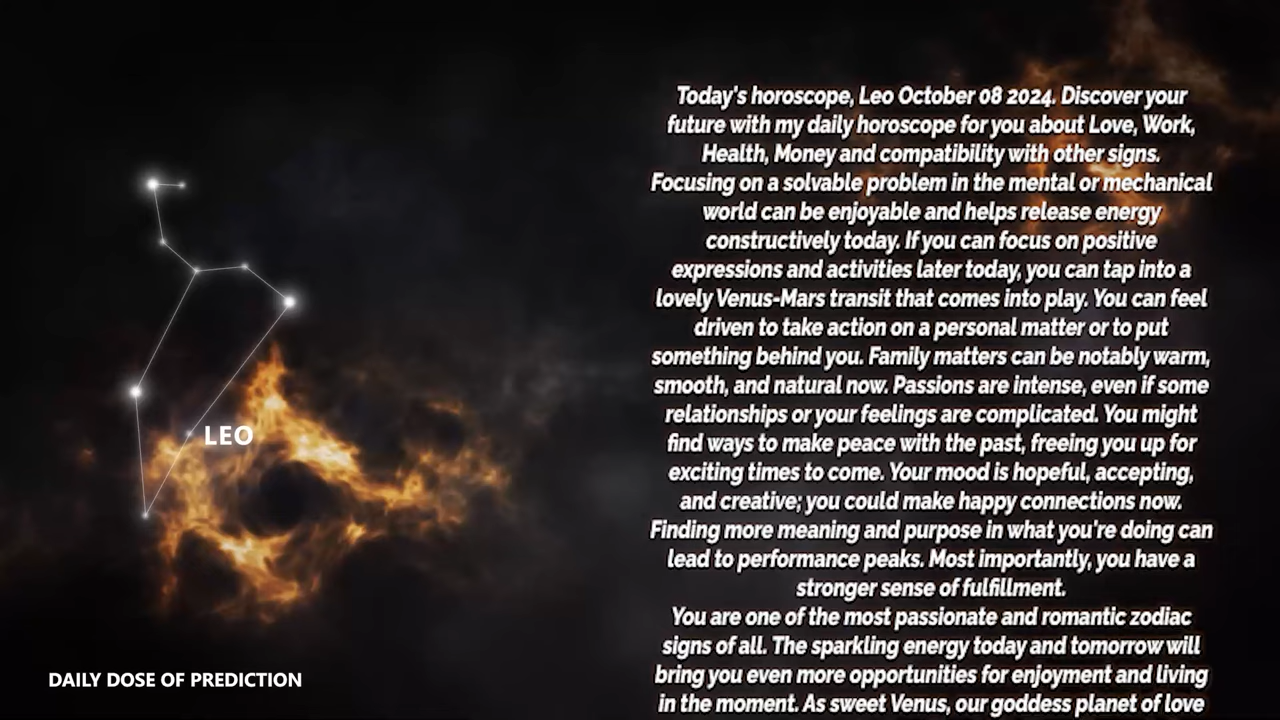 LEO
DAILY DOSE OF PREDICTION
Today's horoscope, Leo October 08 2024. Discover your
future with my daily horoscope for you about Love, Work,
Health, Money and compatibility with other signs.
Focusing on a solvable problem in the mental or mechanical
world can be enjoyable and helps release energy
constructively today. If you can focus on positive
expressions and activities later today, you can tap into a
lovely Venus-Mars transit that comes into play. You can feel
driven to take action on a personal matter or to put
something behind you. Family matters can be notably warm,
smooth, and natural now. Passions are intense, even if some
relationships or your feelings are complicated. You might
find ways to make peace with the past, freeing you up for
exciting times to come. Your mood is hopeful, accepting,
and creative; you could make happy connections now.
Finding more meaning and purpose in what you're doing can
lead to performance peaks. Most importantly, you have a
stronger sense of fulfillment.
You are one of the most passionate and romantic zodiac
signs of all. The sparkling energy today and tomorrow will
bring you even more opportunities for enjoyment and living
in the moment. As sweet Venus, our goddess planet of love